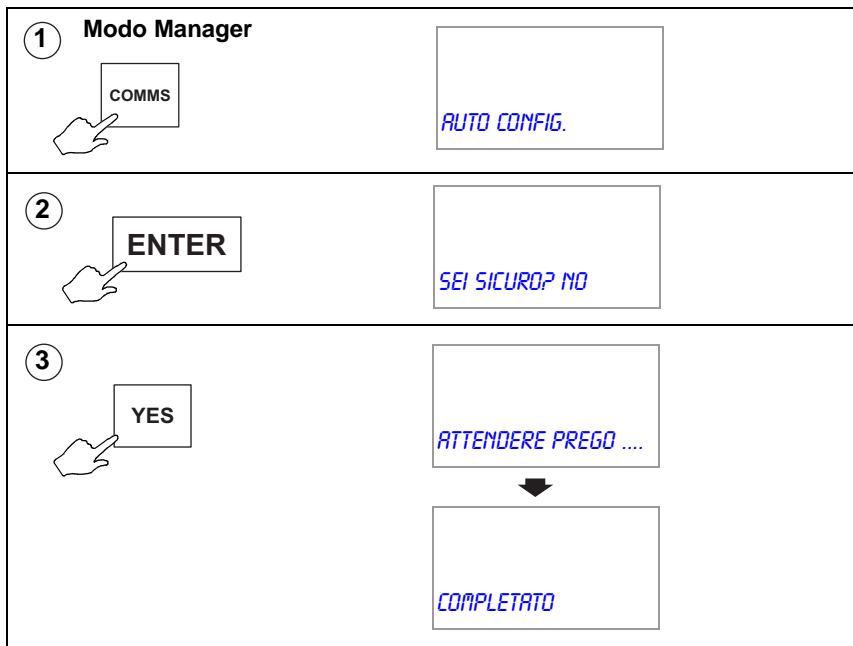 1
Modo Manager
COMMS
AUTO CONFIG.
2
ENTER
SEI SICURO? NO
3
YES
ATTENDERE PREGO ....
COMPLETATO